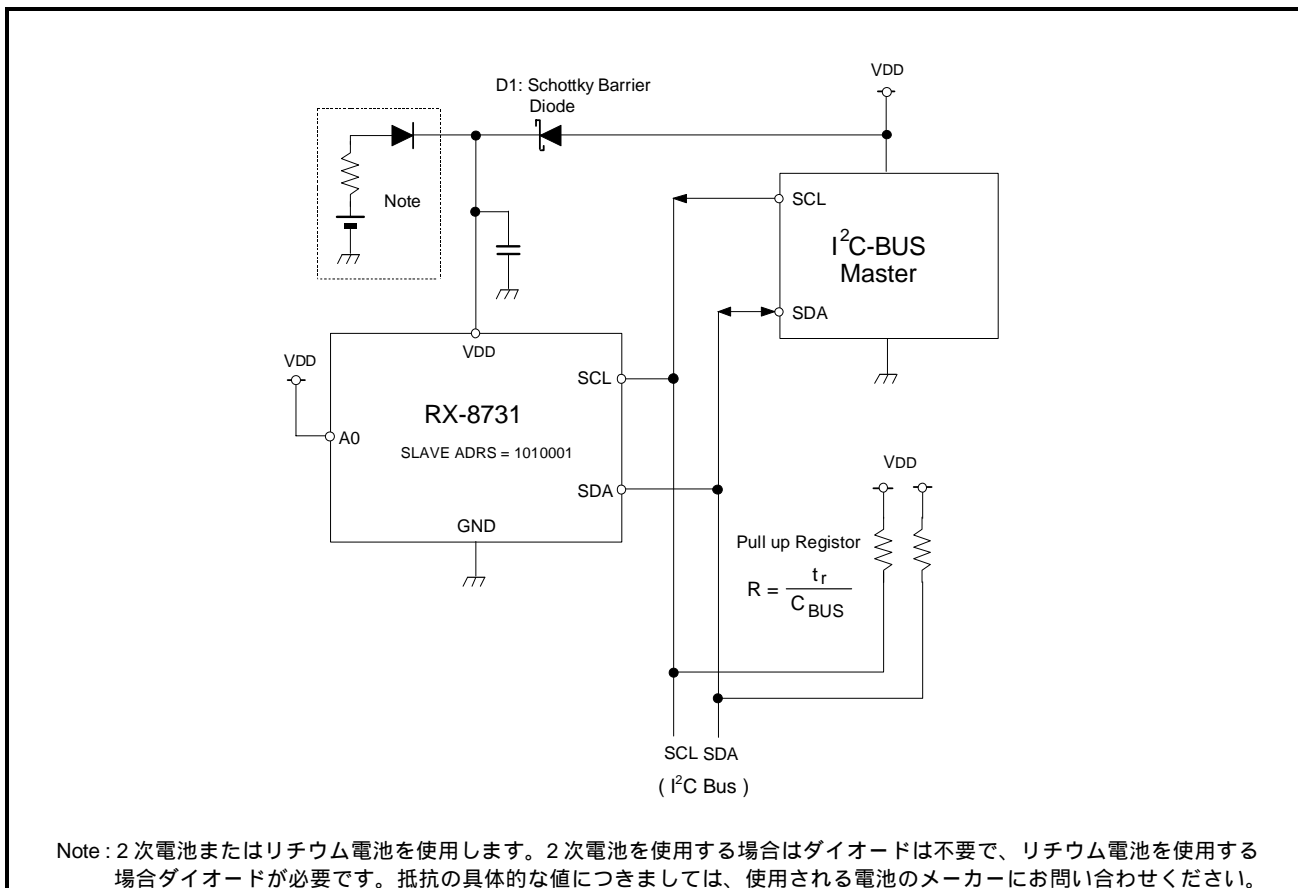 VDD
D1: Schottky Barrier
Diode
Note
SCL
I²C-BUS
Master
SDA
VDD
VDD
SCL
RX-8731
A0
SLAVE ADRS = 1010001
VDD
SDA
GND
Pull up Registor
R = tr / CBUS
SCL SDA
( I²C Bus )
Note : 2 次電池またはリチウム電池を使用します。2 次電池を使用する場合はダイオードは不要で、リチウム電池を使用する
場合ダイオードが必要です。抵抗の具体的な値につきましては、使用される電池のメーカーにお問い合わせください。